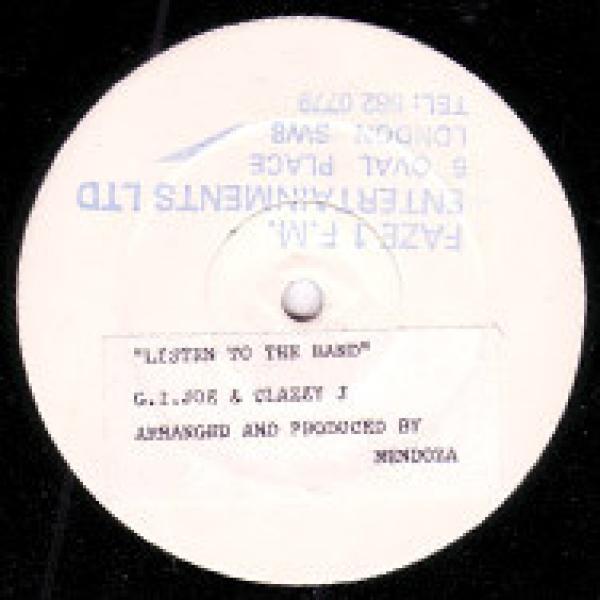 FAZE 1 F.M.
ENTERTAINMENTS LTD
6 OVAL PLACE
LONDON SW8
TEL: 582 0779
"LISTEN TO THE BAND"
G.I.JOE & CLAZZY J
ARRANGED AND PRODUCED BY
MENDOZA